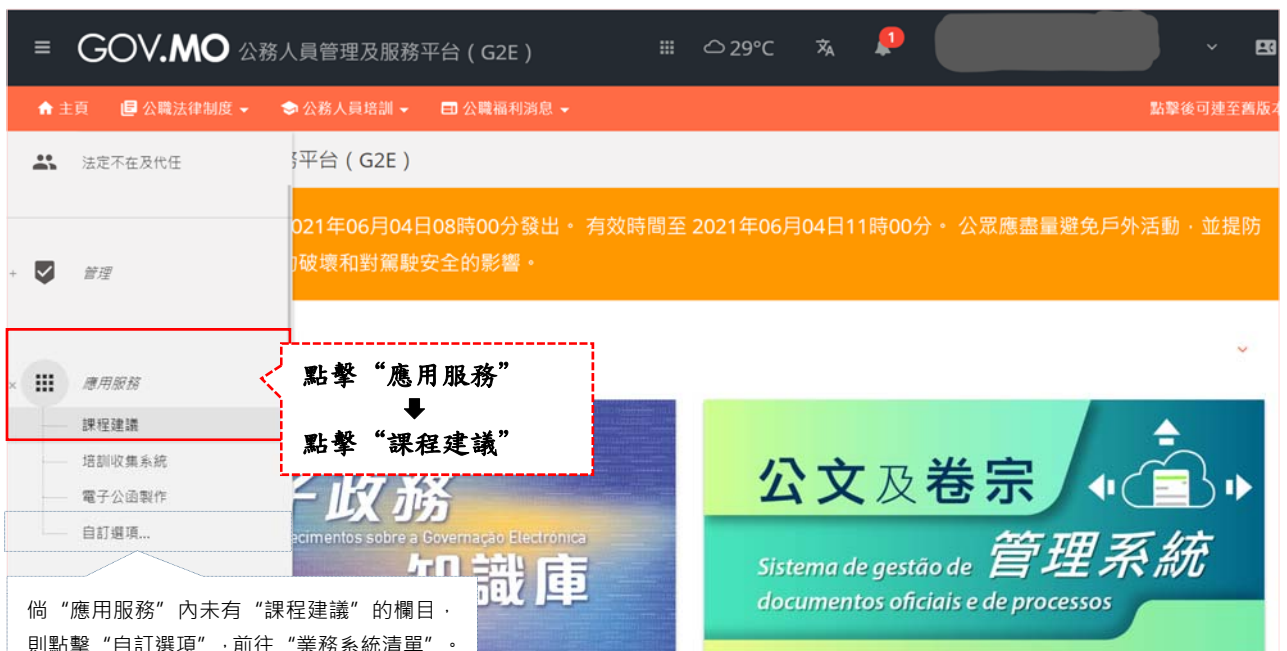 GOV.MO 公務人員管理及服務平台 ( G2E )
29°C
1
主頁
公職法律制度
公務人員培訓
公職福利消息
點擊後可連至舊版本
法定不在及代任
平台 ( G2E )
021年06月04日08時00分發出。 有效時間至 2021年06月04日11時00分。 公眾應盡量避免戶外活動，並提防
破壞和對駕駛安全的影響。
管理
應用服務
課程建議
培訓收集系統
電子公函製作
自訂選項...
點擊“應用服務”
點擊“課程建議”
子政務
ecimentos sobre a Governação Electrónica
知識庫
公文及卷宗
管理系統
Sistema de gestão de
documentos oficiais e de processos
倘“應用服務”內未有“課程建議”的欄目，
則點擊“自訂選項”，前往“業務系統清單”。